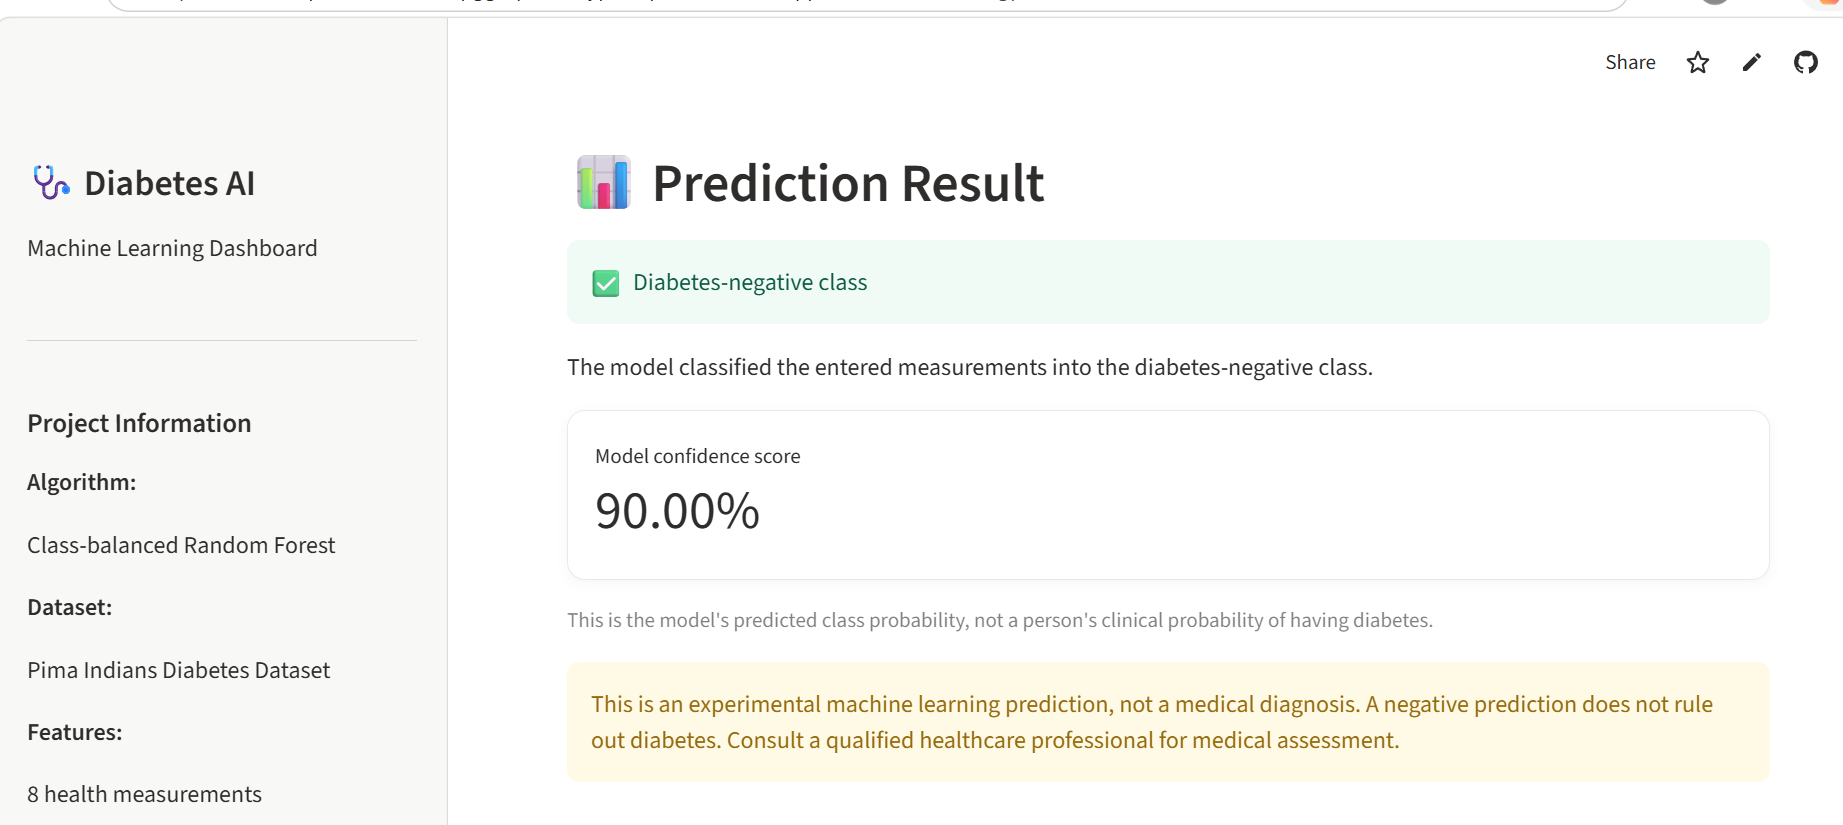 Share
Diabetes AI
Machine Learning Dashboard
Project Information
Algorithm:
Class-balanced Random Forest
Dataset:
Pima Indians Diabetes Dataset
Features:
8 health measurements
Prediction Result
Diabetes-negative class
The model classified the entered measurements into the diabetes-negative class.
Model confidence score
90.00%
This is the model's predicted class probability, not a person's clinical probability of having diabetes.
This is an experimental machine learning prediction, not a medical diagnosis. A negative prediction does not rule
out diabetes. Consult a qualified healthcare professional for medical assessment.